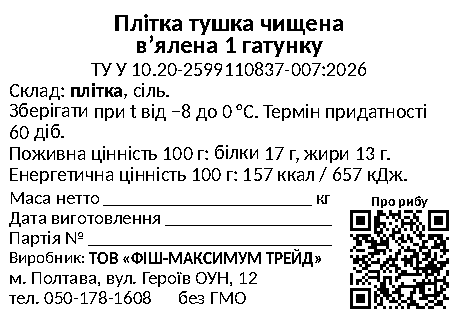 Плітка тушка чищена
в’ялена 1 гатунку
ТУ У 10.20-2599110837-007:2026
Склад: плітка, сіль.
Зберігати при t від −8 до 0 °С. Термін придатності
60 діб.
Поживна цінність 100 г: білки 17 г, жири 13 г.
Енергетична цінність 100 г: 157 ккал / 657 кДж.
Маса нетто ________________________ кг
Про рибу
Дата виготовлення ___________________
Партія № ____________________________
Виробник: ТОВ «ФІШ-МАКСИМУМ ТРЕЙД»
м. Полтава, вул. Героїв ОУН, 12
тел. 050-178-1608 без ГМО